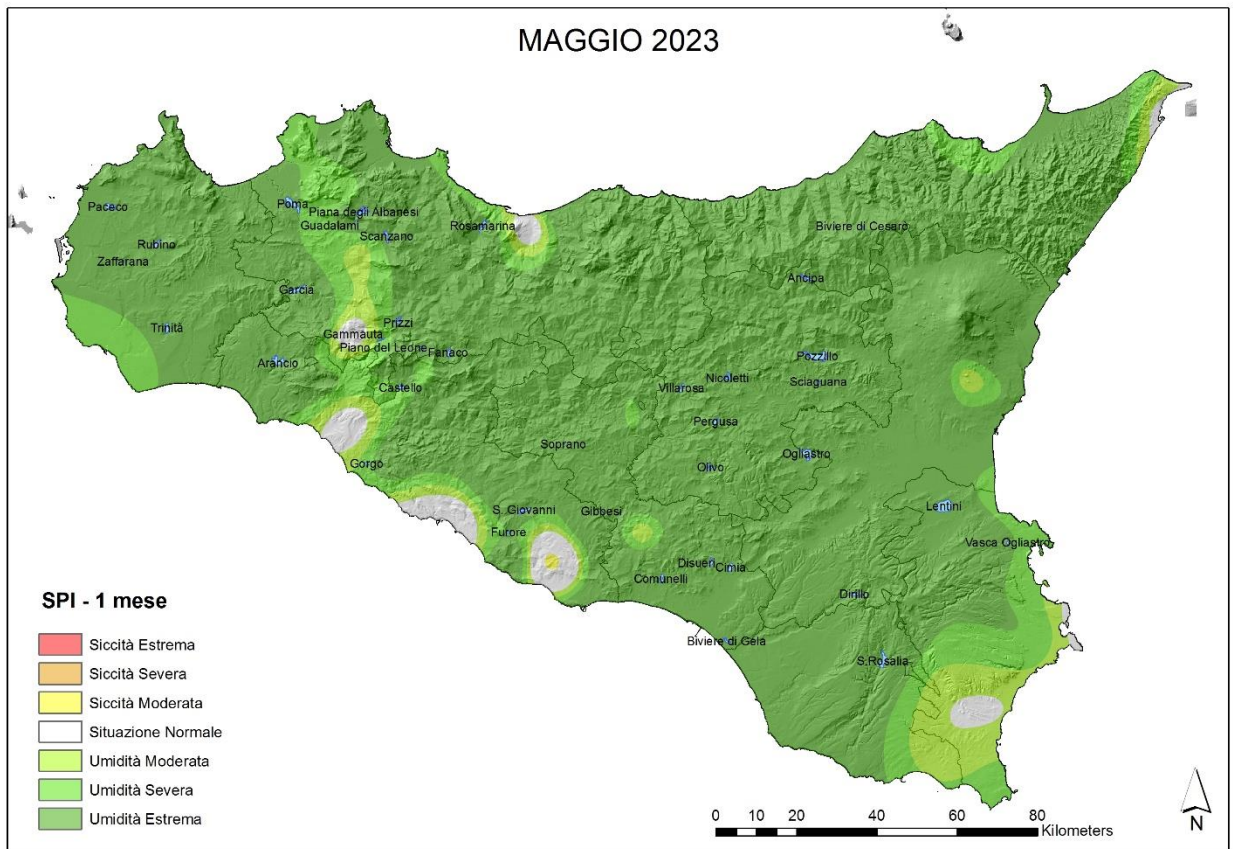 MAGGIO 2023
Paceco
Poma
Piana degli Albanesi
Guadalami
Rosamarina
Biviere di Cesaro
Scanzano
Rubino
Zaffarana
Ancipa
Garcia
Trinità
Prizzi
Gammauta
Piano del Leone
Fanaco
Arancio
Pozzillo
Nicoletti
Sciaguana
Castello
Villarosa
Pergusa
Soprano
Ogliastro
Gorgo
Olivo
S. Giovanni
Gibbesi
Lentini
Furore
Vasca Ogliastro
Disueri
Cimia
Comunelli
Dirillo
Biviere di Gela
S.Rosalia
SPI - 1 mese
Siccità Estrema
Siccità Severa
Siccità Moderata
Situazione Normale
Umidità Moderata
Umidità Severa
Umidità Estrema
0 10 20 40 60 80
Kilometers
N